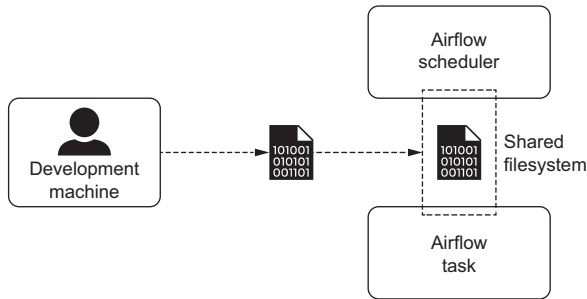 Airflow
scheduler
Development
machine
101001
010101
001101
101001
010101
001101
Shared
filesystem
Airflow
task